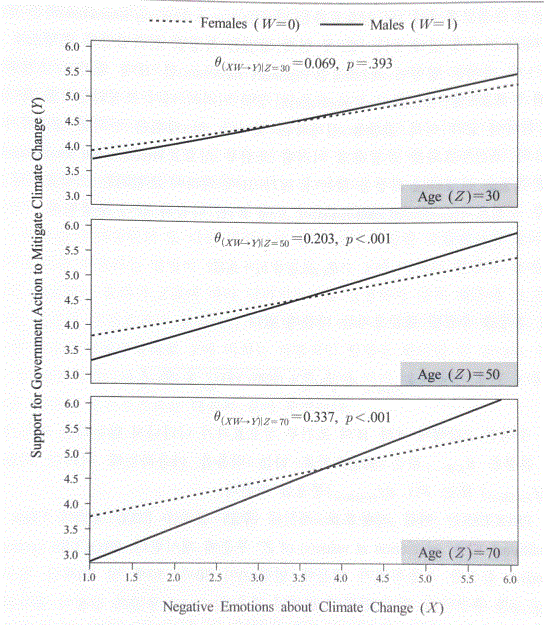 Females (W=0) Males (W=1)
Support for Government Action to Mitigate Climate Change (Y)
6.0
5.5
5.0
4.5
4.0
3.5
3.0
θ(XW→Y)|Z=30=0.069, p=.393
Age (Z)=30
6.0
5.5
5.0
4.5
4.0
3.5
3.0
θ(XW→Y)|Z=50=0.203, p<.001
Age (Z)=50
6.0
5.5
5.0
4.5
4.0
3.5
3.0
θ(XW→Y)|Z=70=0.337, p<.001
Age (Z)=70
1.0 1.5 2.0 2.5 3.0 3.5 4.0 4.5 5.0 5.5 6.0
Negative Emotions about Climate Change (X)